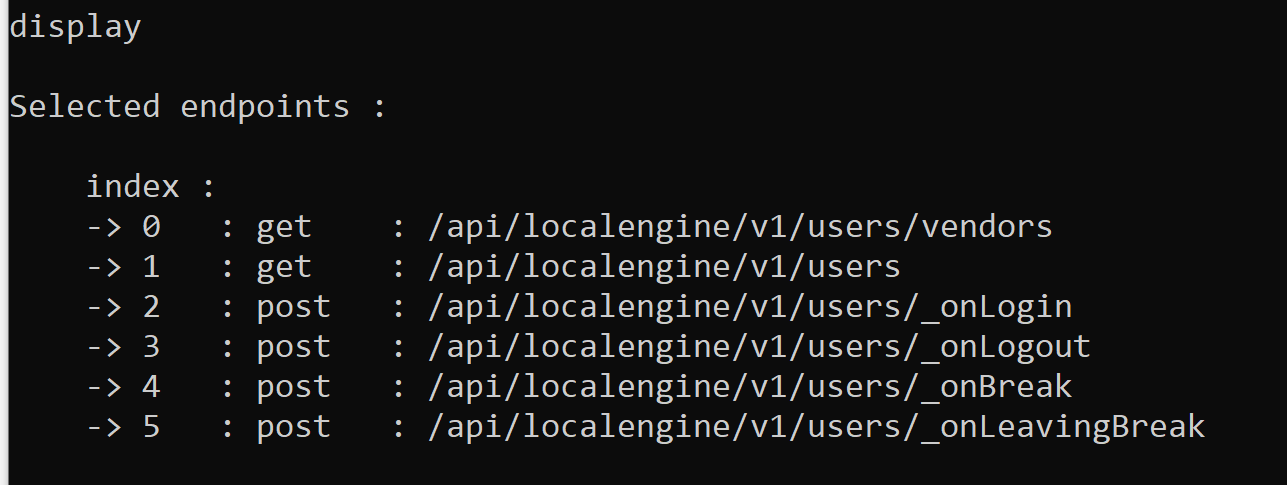 display
Selected endpoints :
index :
-> 0   : get    : /api/localengine/v1/users/vendors
-> 1   : get    : /api/localengine/v1/users
-> 2   : post   : /api/localengine/v1/users/_onLogin
-> 3   : post   : /api/localengine/v1/users/_onLogout
-> 4   : post   : /api/localengine/v1/users/_onBreak
-> 5   : post   : /api/localengine/v1/users/_onLeavingBreak